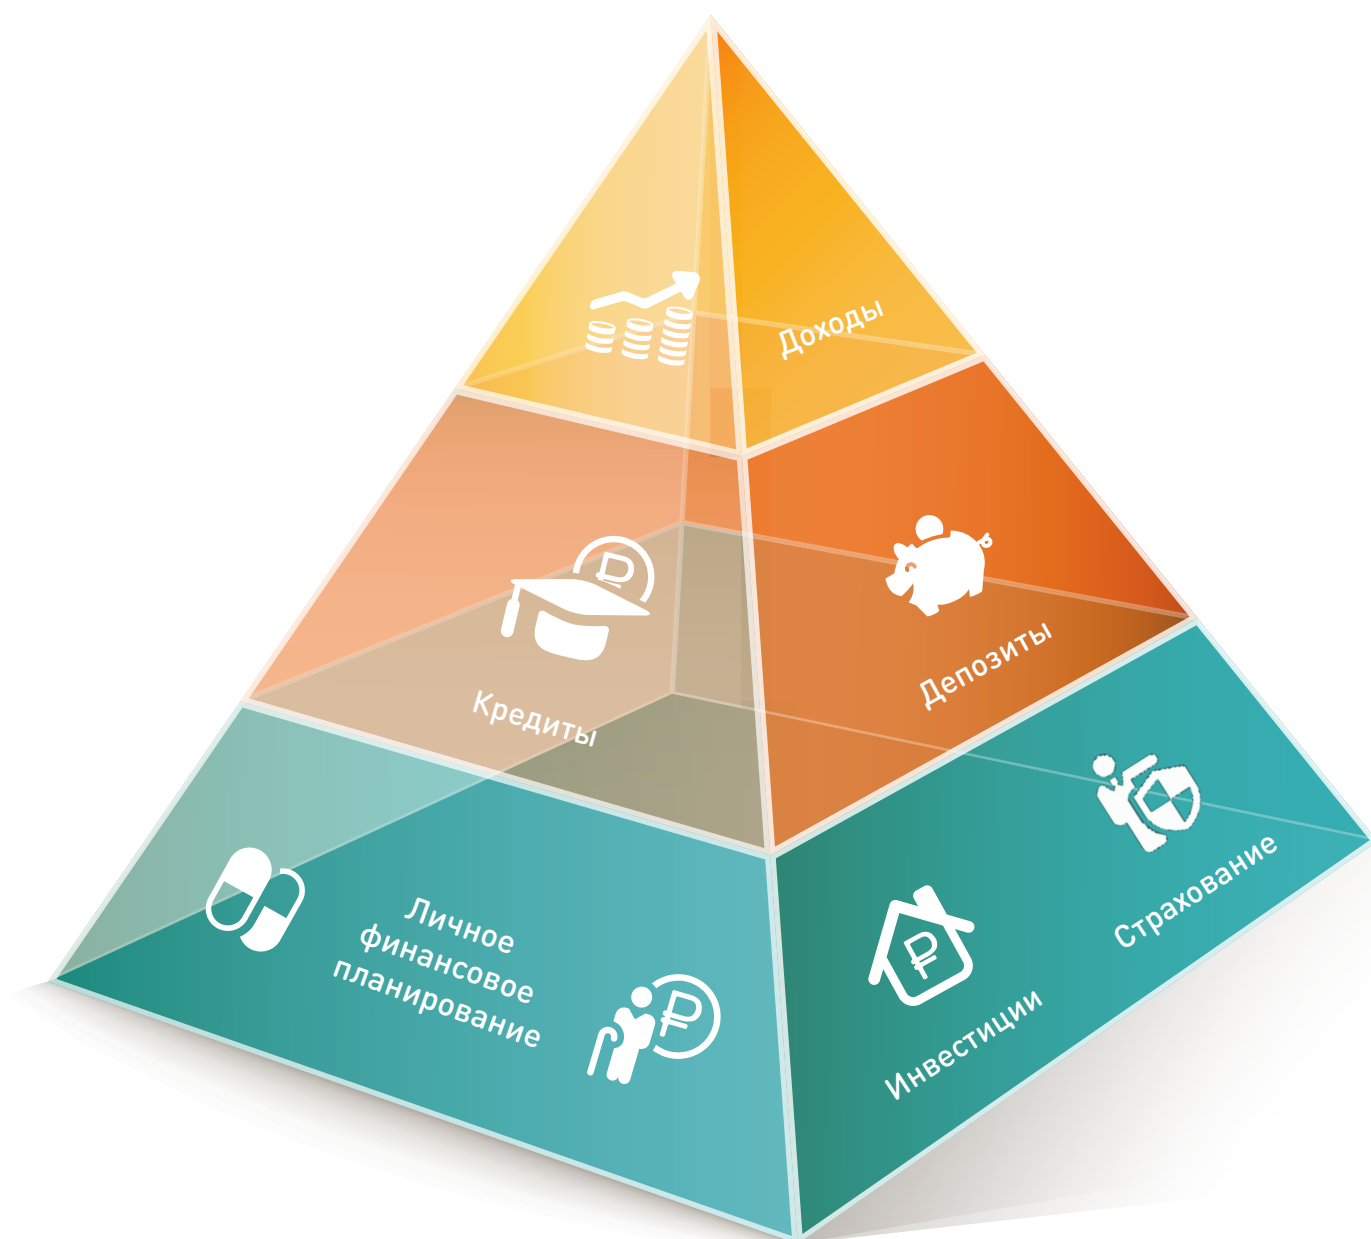 Доходы
Депозиты
Кредиты
Личное
финансовое
планирование
Страхование
Инвестиции